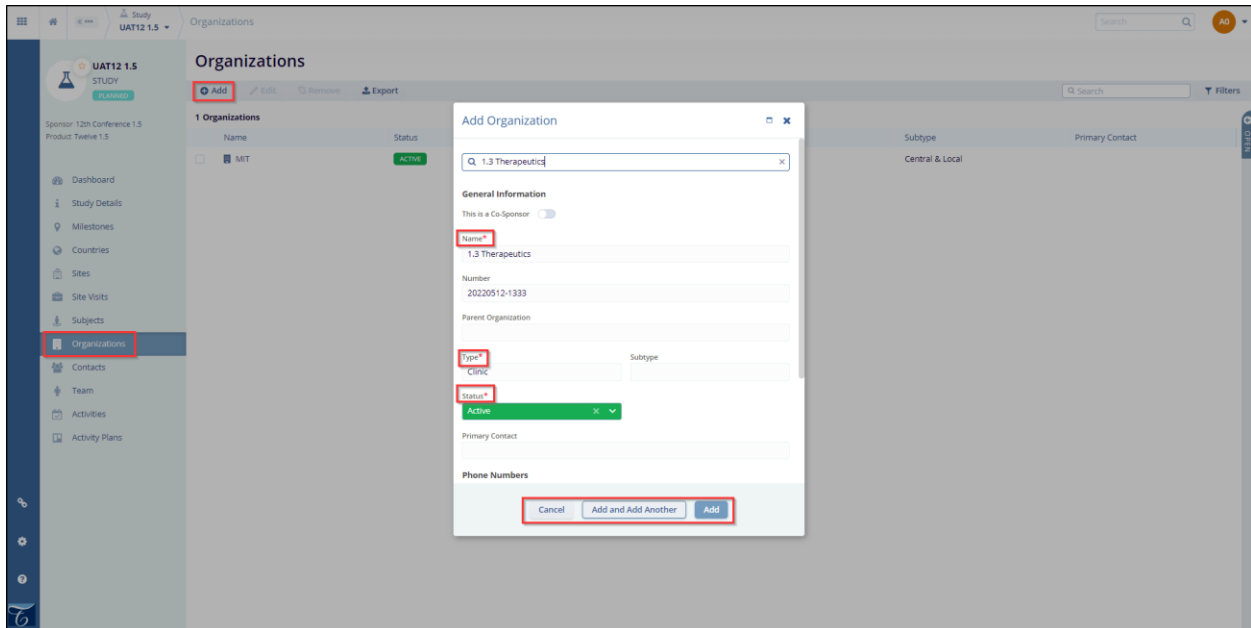 Study
UAT12 1.5
Organizations
Search
AO
UAT12 1.5
STUDY
PLANNED
Sponsor 12th Conference 1.5
Product Twelve 1.5
Dashboard
Study Details
Milestones
Countries
Sites
Site Visits
Subjects
Organizations
Contacts
Team
Activities
Activity Plans
Organizations
Add Edit Remove Export
Search
Filters
OPEN
1 Organizations
Name Status Subtype Primary Contact
MIT ACTIVE Central & Local
Add Organization
1.3 Therapeutics
General Information
This is a Co-Sponsor
Name*
1.3 Therapeutics
Number
20220512-1333
Parent Organization
Type* Subtype
Clinic
Status*
Active
Primary Contact
Phone Numbers
Cancel Add and Add Another Add